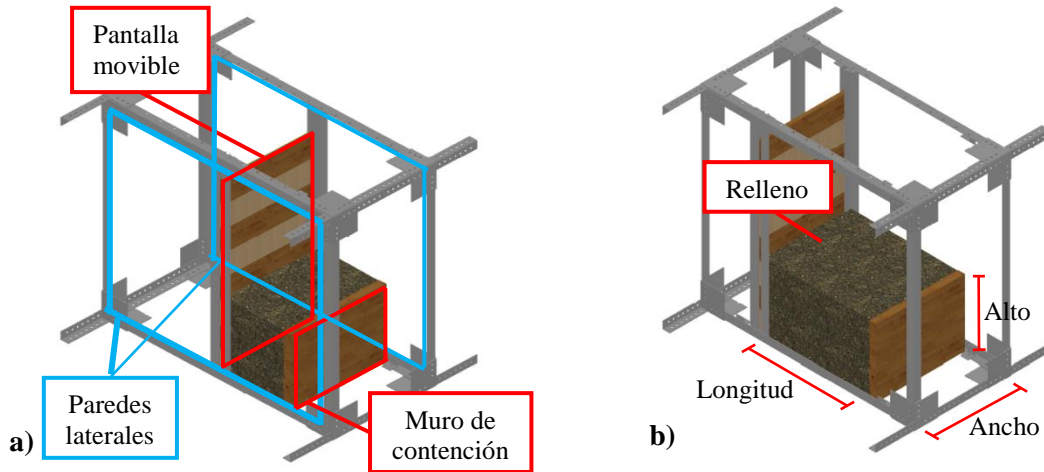 Pantalla
movible
Paredes
laterales
Muro de
contención
a)
Relleno
Alto
Longitud
Ancho
b)